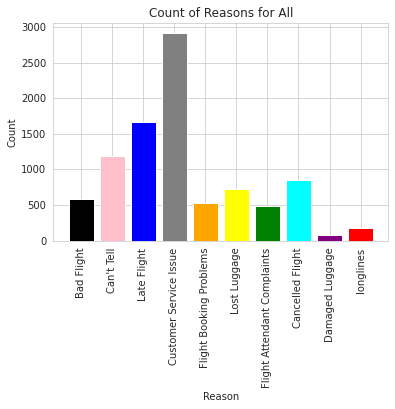 Count of Reasons for All
Count
3000
2500
2000
1500
1000
500
0
Bad Flight
Can't Tell
Late Flight
Customer Service Issue
Flight Booking Problems
Lost Luggage
Flight Attendant Complaints
Cancelled Flight
Damaged Luggage
longlines
Reason